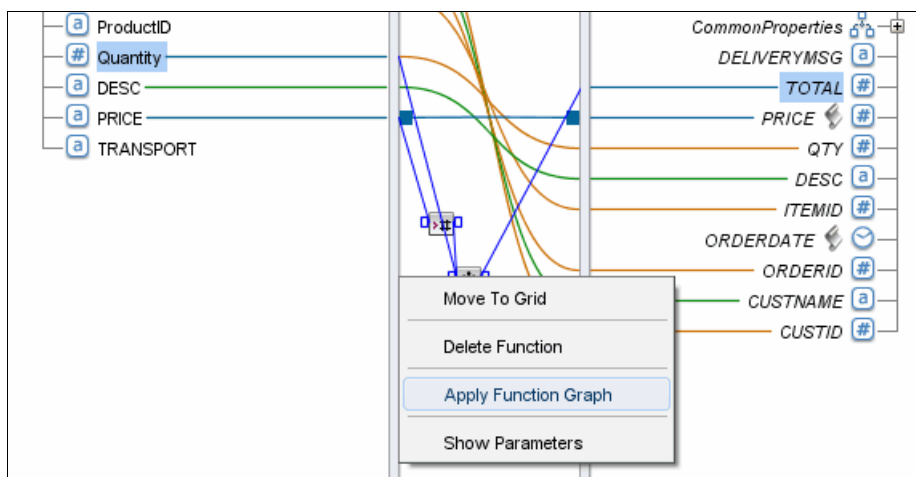 a ProductID
# Quantity
a DESC
a PRICE
a TRANSPORT
>#
CommonProperties
DELIVERYMSG a
TOTAL #
PRICE #
QTY #
DESC a
ITEMID #
ORDERDATE
ORDERID #
CUSTNAME a
CUSTID #
Move To Grid
Delete Function
Apply Function Graph
Show Parameters